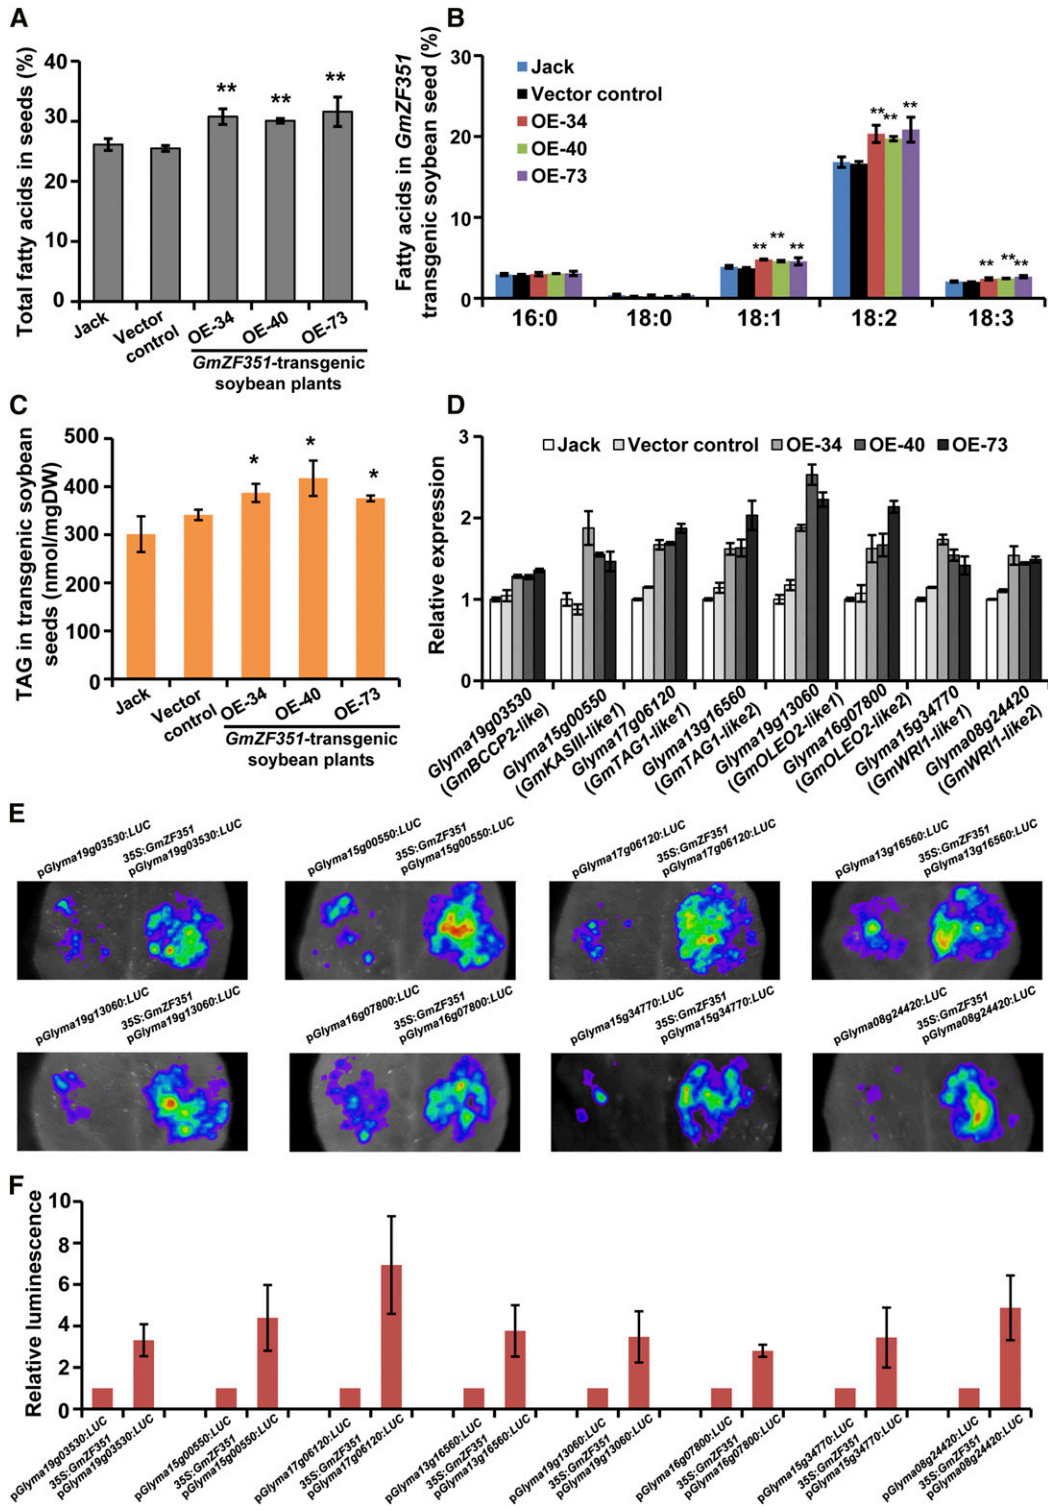 A
Total fatty acids in seeds (%)
40
30
20
10
0
**
**
**
Jack
Vector control
OE-34
OE-40
OE-73
GmZF351-transgenic
soybean plants
B
Fatty acids in GmZF351
transgenic soybean seed (%)
30
20
10
0
Jack
Vector control
OE-34
OE-40
OE-73
**
**
**
**
**
**
**
**
**
16:0
18:0
18:1
18:2
18:3
C
TAG in transgenic soybean
seeds (nmol/mgDW)
500
400
300
200
100
0
*
*
*
Jack
Vector
control
OE-34
OE-40
OE-73
GmZF351-transgenic
soybean plants
D
Relative expression
3
2
1
0
Jack
Vector control
OE-34
OE-40
OE-73
Glyma19g03530
(GmBCCP2-like)
Glyma15g00550
(GmKASIII-like1)
Glyma17g06120
(GmTAG1-like1)
Glyma13g16560
(GmTAG1-like2)
Glyma19g13060
(GmOLEO2-like1)
Glyma16g07800
(GmOLEO2-like2)
Glyma15g34770
(GmWRI1-like1)
Glyma08g24420
(GmWRI1-like2)
E
pGlyma19g03530:LUC
35S:GmZF351
pGlyma19g03530:LUC
pGlyma15g00550:LUC
35S:GmZF351
pGlyma15g00550:LUC
pGlyma17g06120:LUC
35S:GmZF351
pGlyma17g06120:LUC
pGlyma13g16560:LUC
35S:GmZF351
pGlyma13g16560:LUC
pGlyma19g13060:LUC
35S:GmZF351
pGlyma19g13060:LUC
pGlyma16g07800:LUC
35S:GmZF351
pGlyma16g07800:LUC
pGlyma15g34770:LUC
35S:GmZF351
pGlyma15g34770:LUC
pGlyma08g24420:LUC
35S:GmZF351
pGlyma08g24420:LUC
F
Relative luminescence
10
8
6
4
2
0
pGlyma19g03530:LUC
35S:GmZF351
pGlyma19g03530:LUC
pGlyma15g00550:LUC
35S:GmZF351
pGlyma15g00550:LUC
pGlyma17g06120:LUC
35S:GmZF351
pGlyma17g06120:LUC
pGlyma13g16560:LUC
35S:GmZF351
pGlyma13g16560:LUC
pGlyma19g13060:LUC
35S:GmZF351
pGlyma19g13060:LUC
pGlyma16g07800:LUC
35S:GmZF351
pGlyma16g07800:LUC
pGlyma15g34770:LUC
35S:GmZF351
pGlyma15g34770:LUC
pGlyma08g24420:LUC
35S:GmZF351
pGlyma08g24420:LUC